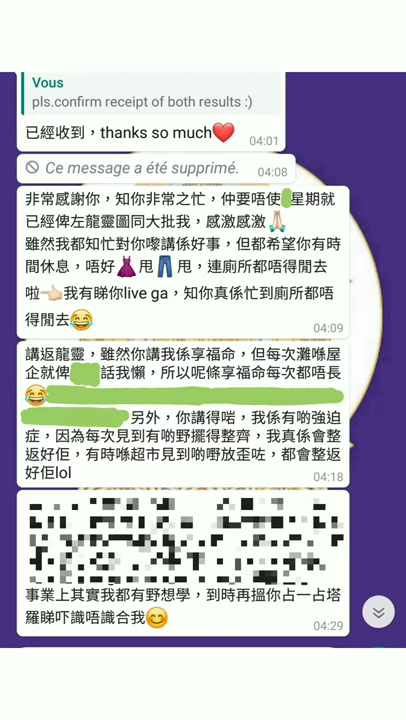 Vous
pls.confirm receipt of both results :)
已經收到，thanks so much❤️
04:01
Ce message a été supprimé.
04:08
非常感謝你，知你非常之忙，仲要唔使 星期就
已經俾左龍靈圖同大批我，感激感激🙏🏻
雖然我都知忙對你嚟講係好事，但都希望你有時
間休息，唔好👗甩👖甩，連廁所都唔得閒去
啦👈🏻我有睇你live ga，知你真係忙到廁所都唔
得閒去😂
04:09
講返龍靈，雖然你講我係享福命，但每次灘喺屋
企就俾 話我懶，所以呢條享福命每次都唔長
😂
另外，你講得啱，我係有啲強迫
症，因為每次見到有啲野擺得整齊，我真係會整
返好佢，有時喺超市見到啲嘢放歪咗，都會整返
好佢lol
04:18
事業上其實我都有野想學，到時再搵你占一占塔
羅睇吓識唔識合我😊
04:29